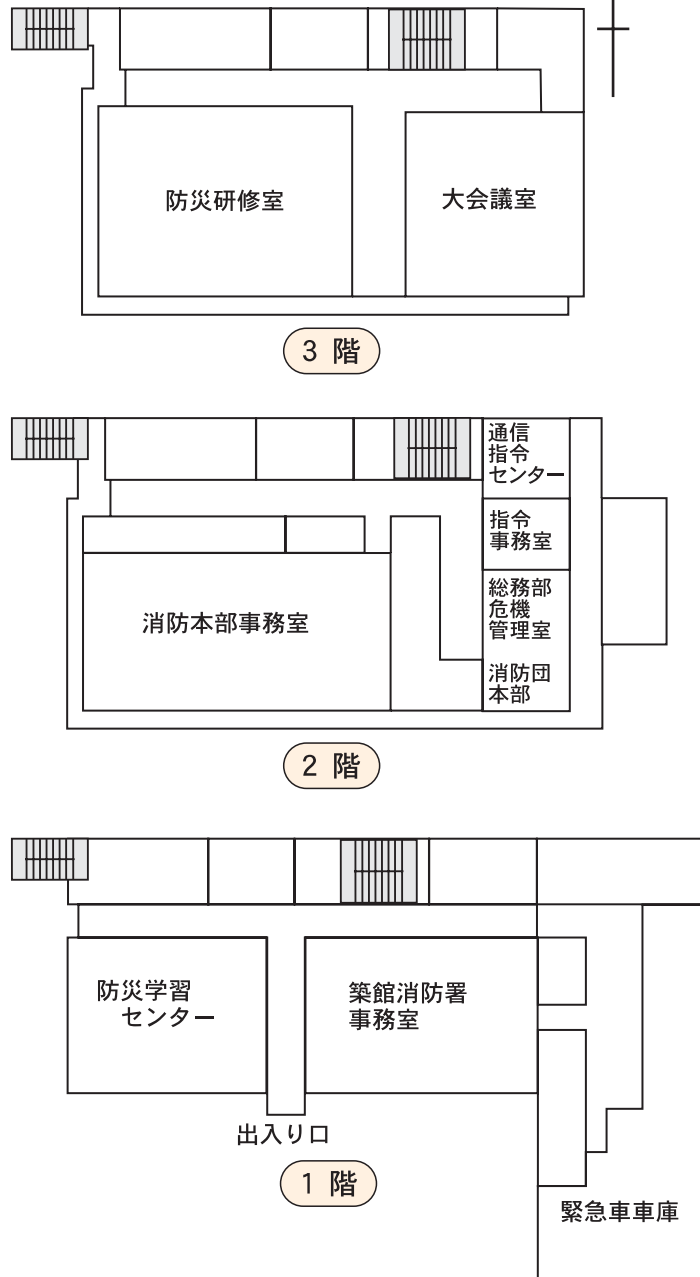 防災研修室
大会議室
3 階
通信
指令
センター
指令
事務室
総務部
危機
管理室
消防団
本部
消防本部事務室
2 階
防災学習
センター
築館消防署
事務室
出入り口
1 階
緊急車車庫